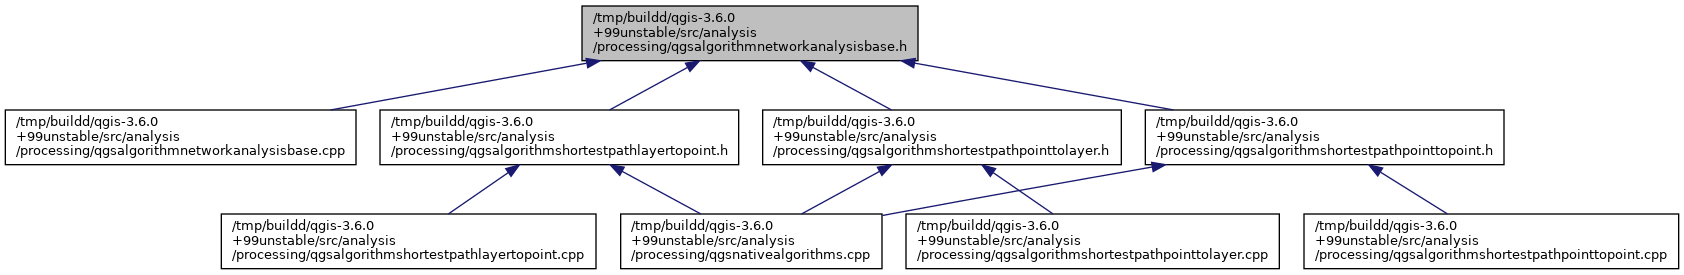 /tmp/buildd/qgis-3.6.0
+99unstable/src/analysis
/processing/qgsalgorithmnetworkanalysisbase.h
/tmp/buildd/qgis-3.6.0
+99unstable/src/analysis
/processing/qgsalgorithmnetworkanalysisbase.cpp
/tmp/buildd/qgis-3.6.0
+99unstable/src/analysis
/processing/qgsalgorithmshortestpathlayertopoint.h
/tmp/buildd/qgis-3.6.0
+99unstable/src/analysis
/processing/qgsalgorithmshortestpathpointtolayer.h
/tmp/buildd/qgis-3.6.0
+99unstable/src/analysis
/processing/qgsalgorithmshortestpathpointtopoint.h
/tmp/buildd/qgis-3.6.0
+99unstable/src/analysis
/processing/qgsalgorithmshortestpathlayertopoint.cpp
/tmp/buildd/qgis-3.6.0
+99unstable/src/analysis
/processing/qgsnativealgorithms.cpp
/tmp/buildd/qgis-3.6.0
+99unstable/src/analysis
/processing/qgsalgorithmshortestpathpointtolayer.cpp
/tmp/buildd/qgis-3.6.0
+99unstable/src/analysis
/processing/qgsalgorithmshortestpathpointtopoint.cpp